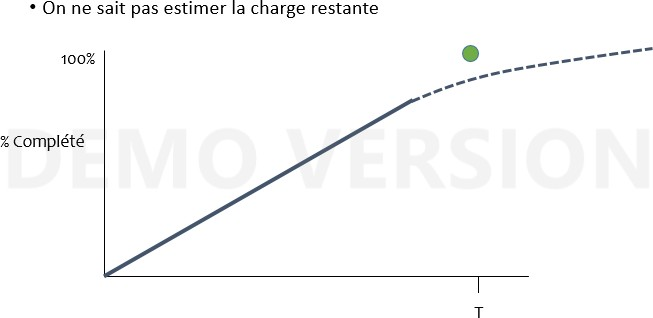 • On ne sait pas estimer la charge restante
100%
% Complété
DEMO VERSION
T